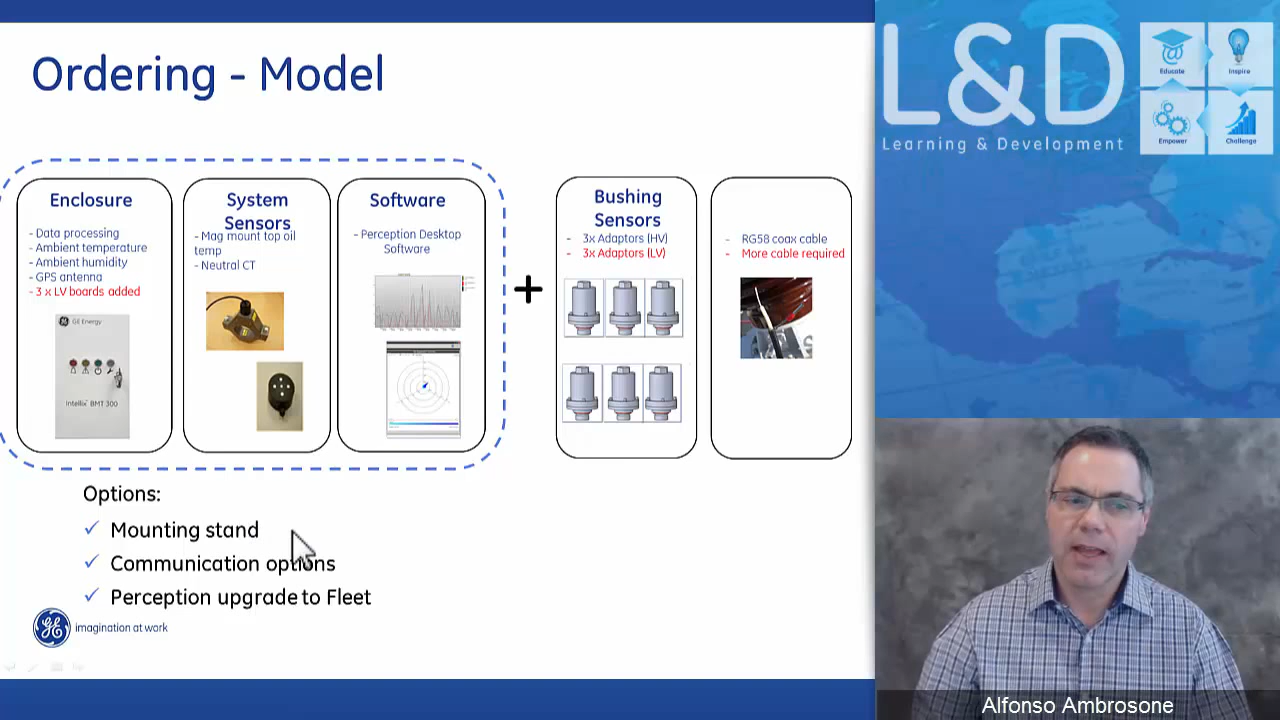 Ordering - Model
Enclosure
- Data processing
- Ambient temperature
- Ambient humidity
- GPS antenna
- 3 x LV boards added
GE Energy
Intellix BMT 300
System
Sensors
- Mag mount top oil
temp
- Neutral CT
Software
- Perception Desktop
Software
+
Bushing
Sensors
- 3x Adaptors (HV)
- 3x Adaptors (LV)
- RG58 coax cable
- More cable required
Options:
✓ Mounting stand
✓ Communication options
✓ Perception upgrade to Fleet
GE
imagination at work
L&D
Learning & Development
Educate
Inspire
Empower
Challenge
Alfonso Ambrosone